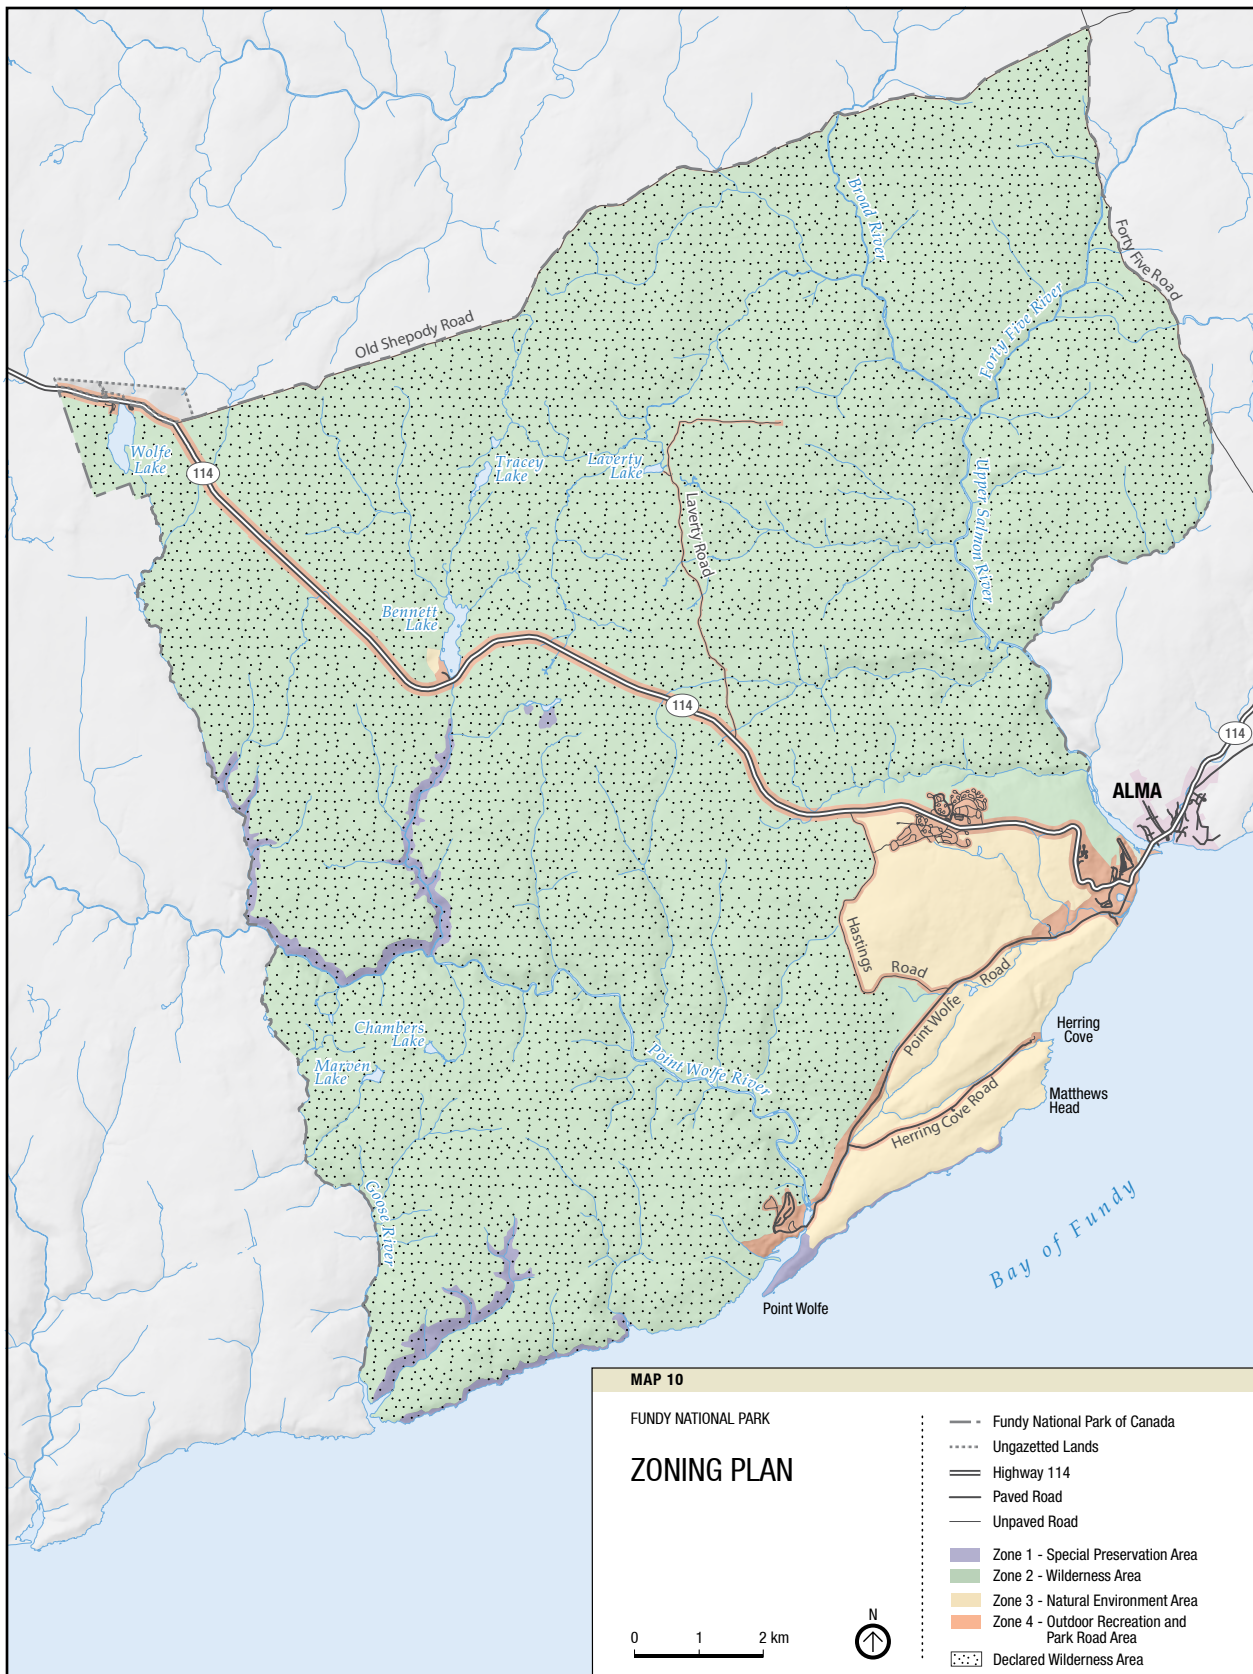 Broad River
Forty Five Road
Forty Five River
Old Shepody Road
Wolfe
Lake
114
Tracey
Lake
Laverty
Lake
Upper Salmon River
Laverty Road
Bennett
Lake
114
114
ALMA
Hastings
Road
Point Wolfe Road
Herring
Cove
Chambers
Lake
Marven
Lake
Point Wolfe River
Matthews
Head
Herring Cove Road
Goose River
Bay of Fundy
Point Wolfe
MAP 10
FUNDY NATIONAL PARK
ZONING PLAN
Fundy National Park of Canada
Ungazetted Lands
Highway 114
Paved Road
Unpaved Road
Zone 1 - Special Preservation Area
Zone 2 - Wilderness Area
Zone 3 - Natural Environment Area
Zone 4 - Outdoor Recreation and
Park Road Area
Declared Wilderness Area
N
0 1 2 km